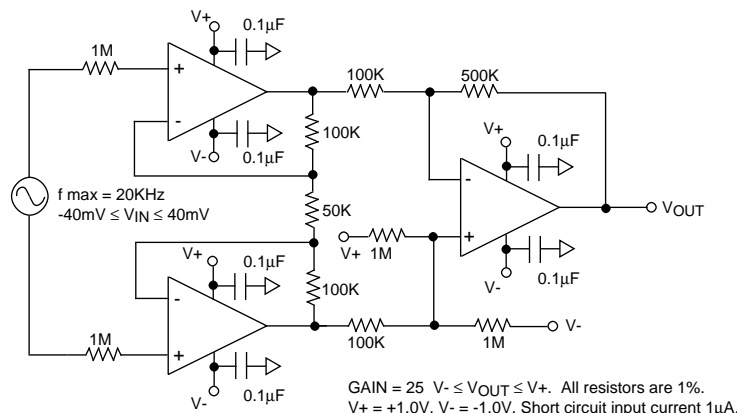 V+
0.1µF
1M
+
-
V-
0.1µF
100K
500K
100K
V+
0.1µF
-
+
VOUT
f max = 20KHz
-40mV ≤ VIN ≤ 40mV
50K
V+
1M
V+
0.1µF
V-
0.1µF
100K
-
+
1M
100K
1M
V-
V-
0.1µF
GAIN = 25 V- ≤ VOUT ≤ V+. All resistors are 1%.
V+ = +1.0V, V- = -1.0V. Short circuit input current 1µA.